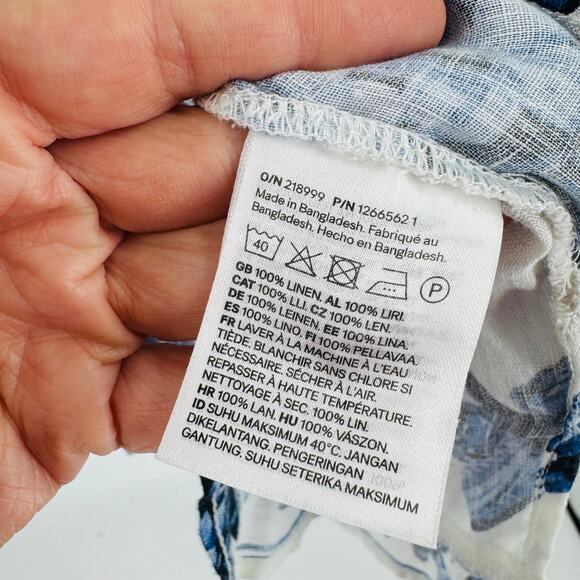 O/N 218999 P/N 1266562 1
Made in Bangladesh. Fabriqué au
Bangladesh. Hecho en Bangladesh.
40 P
GB 100% LINEN. AL 100% LIRI.
CAT 100% LLI. CZ 100% LEN.
DE 100% LEINEN. EE 100% LINA.
ES 100% LINO. FI 100% PELLAVAA.
FR LAVER À LA MACHINE À L'EAU
TIÈDE. BLANCHIR SANS CHLORE SI
NÉCESSAIRE. SÉCHER À L'AIR.
REPASSER À HAUTE TEMPÉRATURE.
NETTOYAGE À SEC. 100% LIN.
HR 100% LAN. HU 100% VÁSZON.
ID SUHU MAKSIMUM 40°C. JANGAN
DIKELANTANG. PENGERINGAN
GANTUNG. SUHU SETERIKA MAKSIMUM